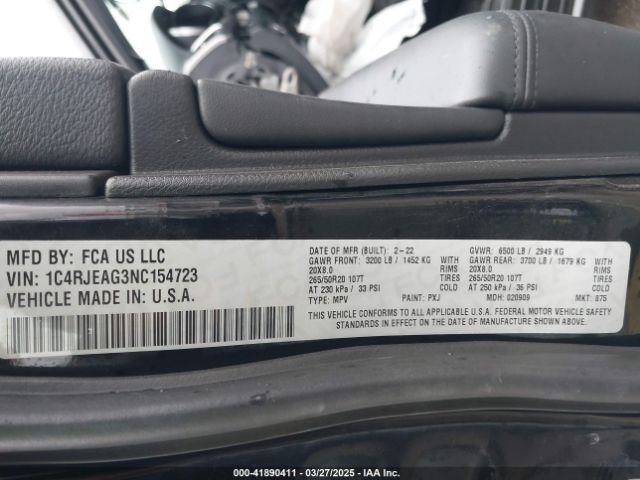 MFD BY: FCA US LLC
VIN: 1C4RJEAG3NC154723
VEHICLE MADE IN: U.S.A.
DATE OF MFR (BUILT): 2-22 GVWR: 6500 LB / 2949 KG
GAWR FRONT: 3200 LB / 1452 KG WITH GAWR REAR: 3700 LB / 1679 KG WITH
20X8.0 RIMS 20X8.0 RIMS
265/50R20 107T TIRES 265/50R20 107T TIRES
AT 230 kPa / 33 PSI COLD AT 250 kPa / 36 PSI COLD
TYPE: MPV PAINT: PXJ MDH: 020909 MKT: 875
THIS VEHICLE CONFORMS TO ALL APPLICABLE U.S.A. FEDERAL MOTOR VEHICLE SAFETY
STANDARDS IN EFFECT ON THE DATE OF MANUFACTURE SHOWN ABOVE
000-41890411 — 03/27/2025 — IAA Inc.